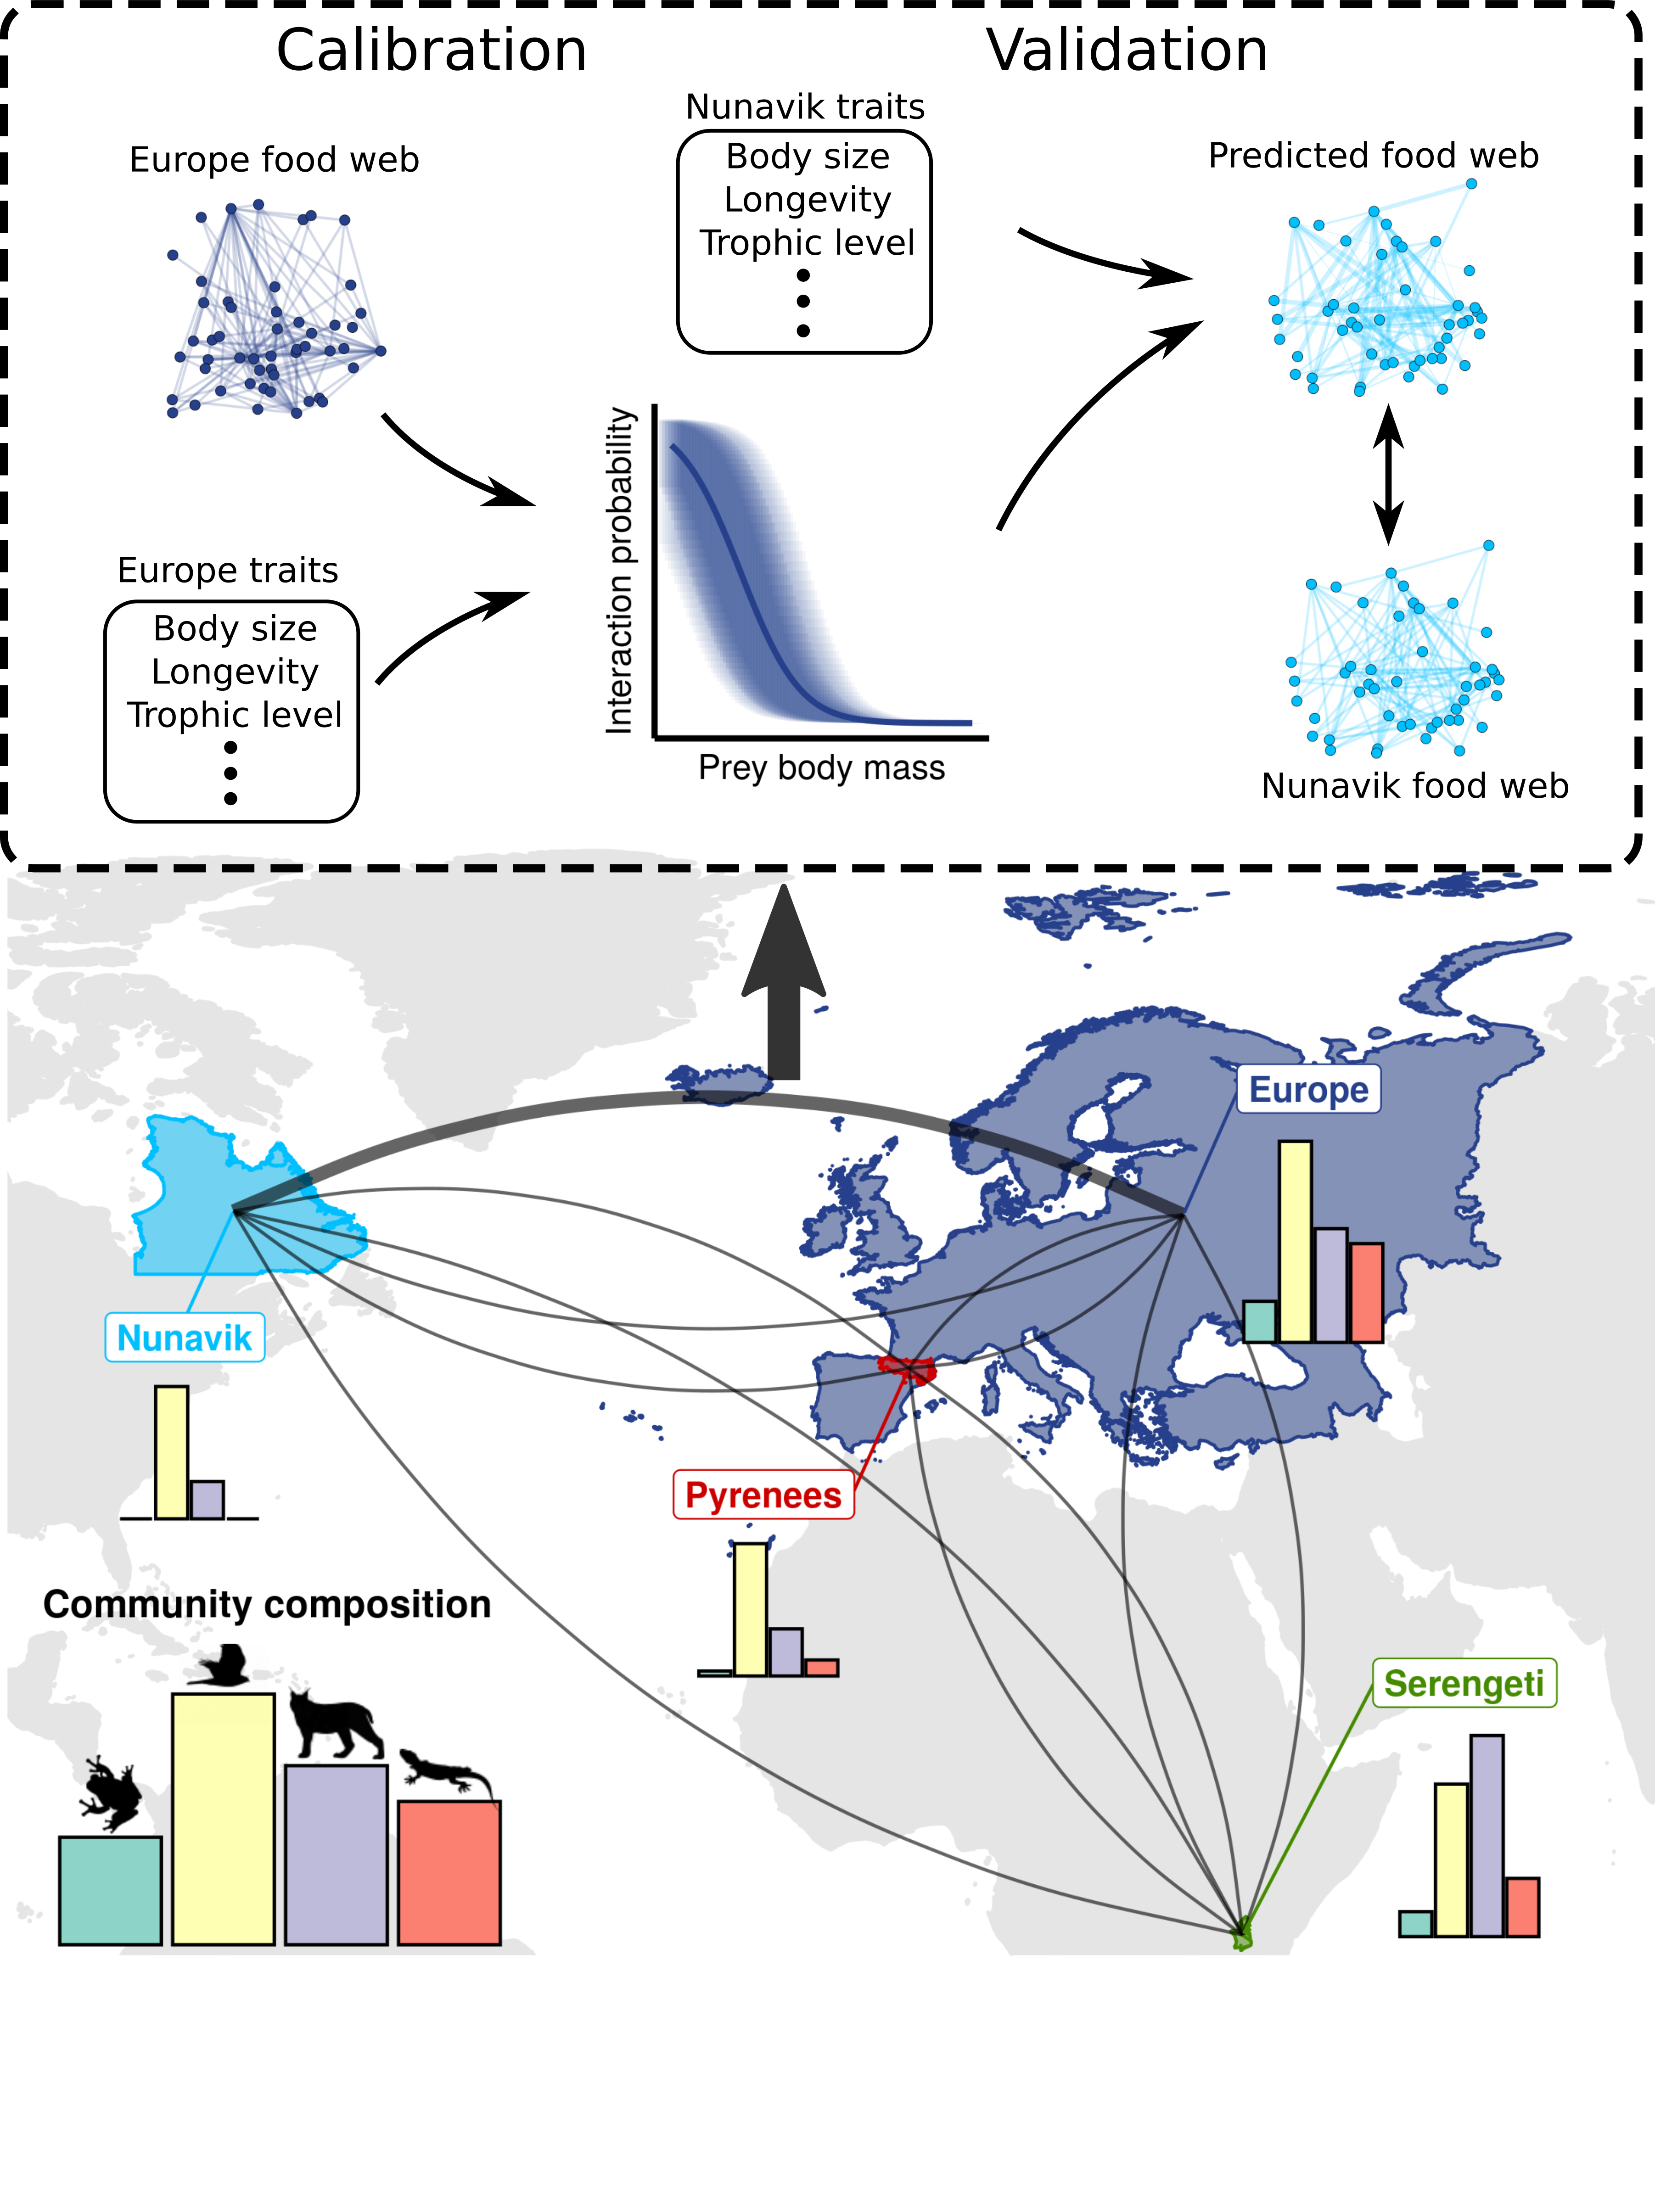 Calibration
Validation
Nunavik traits
Body size
Longevity
Trophic level
Europe food web
Predicted food web
Interaction probability
Prey body mass
Europe traits
Body size
Longevity
Trophic level
Nunavik food web
Europe
Nunavik
Pyrenees
Community composition
Serengeti